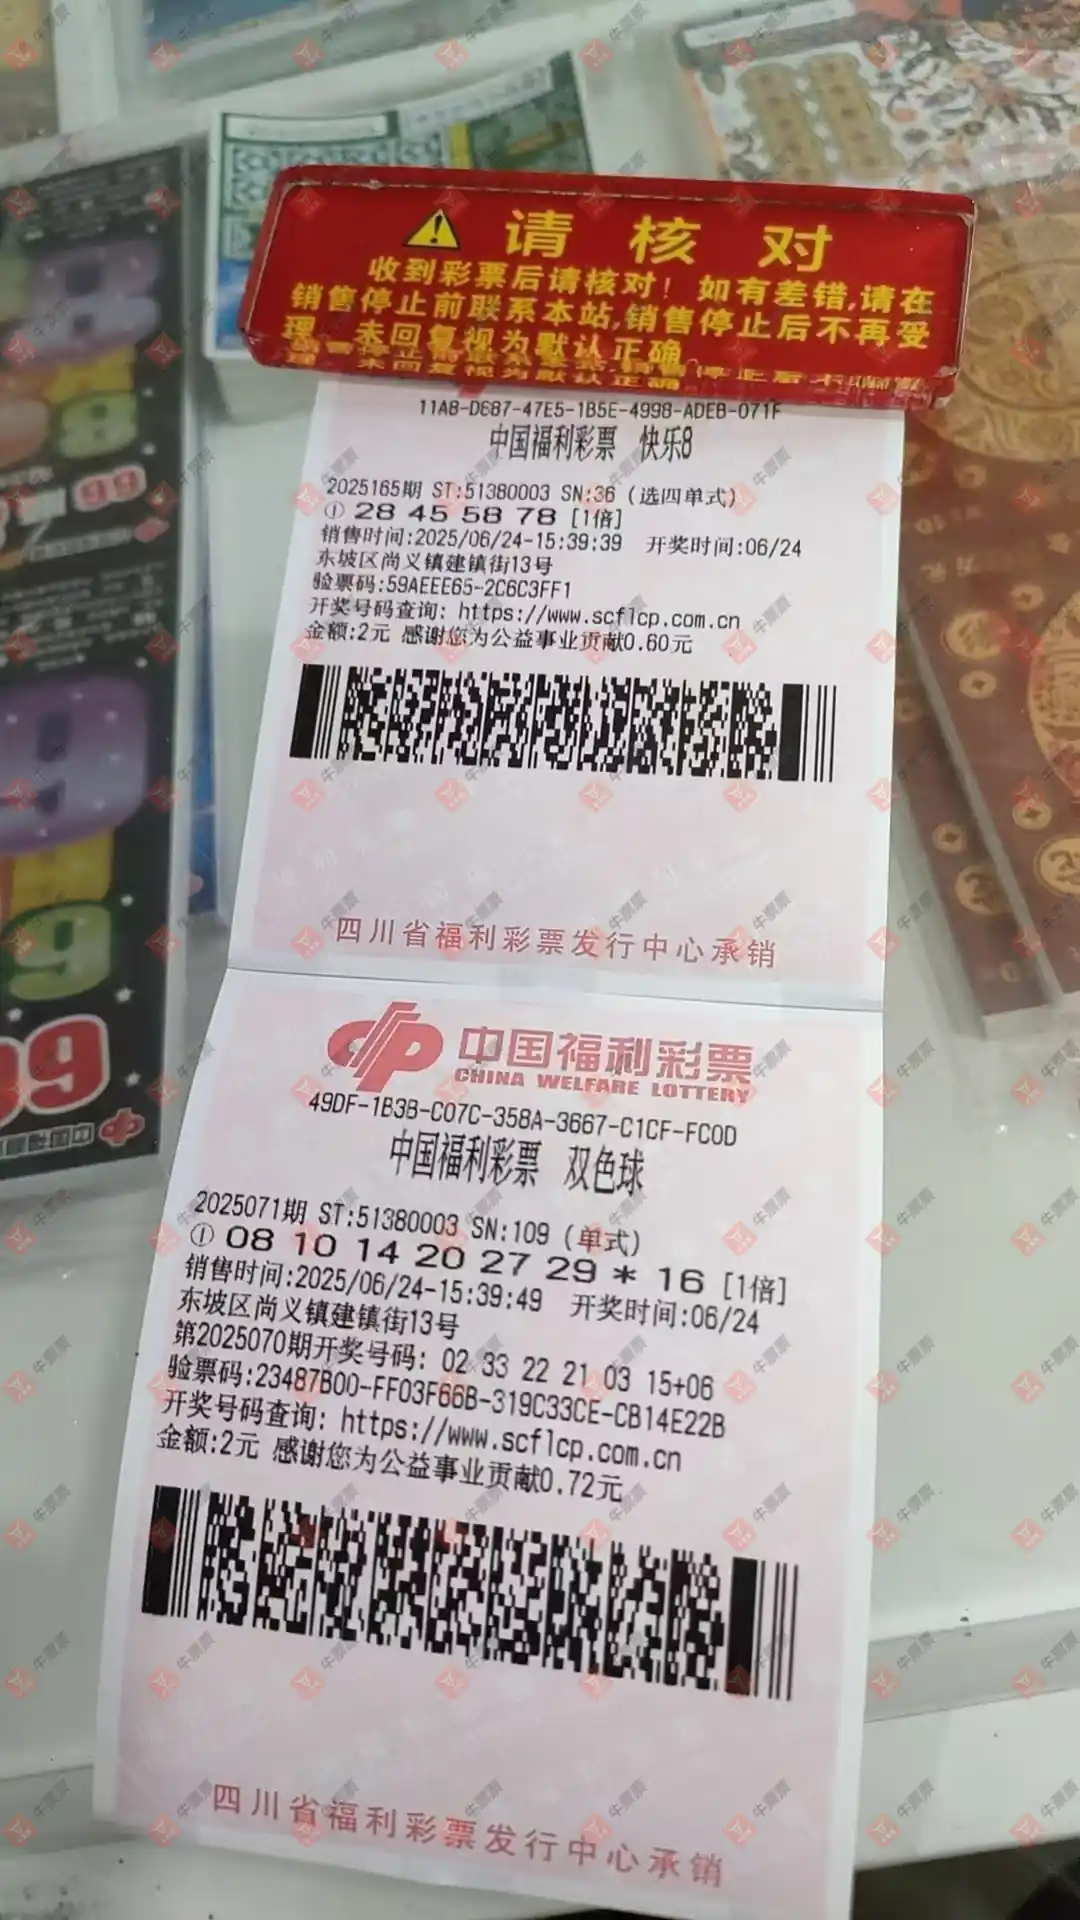 请核对
收到彩票后请核对！如有差错,请在
销售停止前联系本站,销售停止后不再受
理，未回复视为默认正确。
11A8-D687-47E5-1B5E-4998-ADEB-071F
中国福利彩票 快乐8
2025165期 ST:51380003 SN:36 (选四单式)
① 28 45 58 78 [1倍]
销售时间:2025/06/24-15:39:39 开奖时间:06/24
东坡区尚义镇建镇街13号
验票码:59AEEE65-2C6C3FF1
开奖号码查询: https://www.scflcp.com.cn
金额:2元 感谢您为公益事业贡献0.60元
四川省福利彩票发行中心承销
中国福利彩票
CHINA WELFARE LOTTERY
49DF-1B3B-C07C-358A-3667-C1CF-FC0D
中国福利彩票 双色球
2025071期 ST:51380003 SN:109 (单式)
① 08 10 14 20 27 29 * 16 [1倍]
销售时间:2025/06/24-15:39:49 开奖时间:06/24
东坡区尚义镇建镇街13号
第2025070期开奖号码: 02 33 22 21 03 15+06
验票码:23487B00-FF03F66B-319C33CE-CB14E22B
开奖号码查询: https://www.scflcp.com.cn
金额:2元 感谢您为公益事业贡献0.72元
四川省福利彩票发行中心承销
99
9
99
牛票票